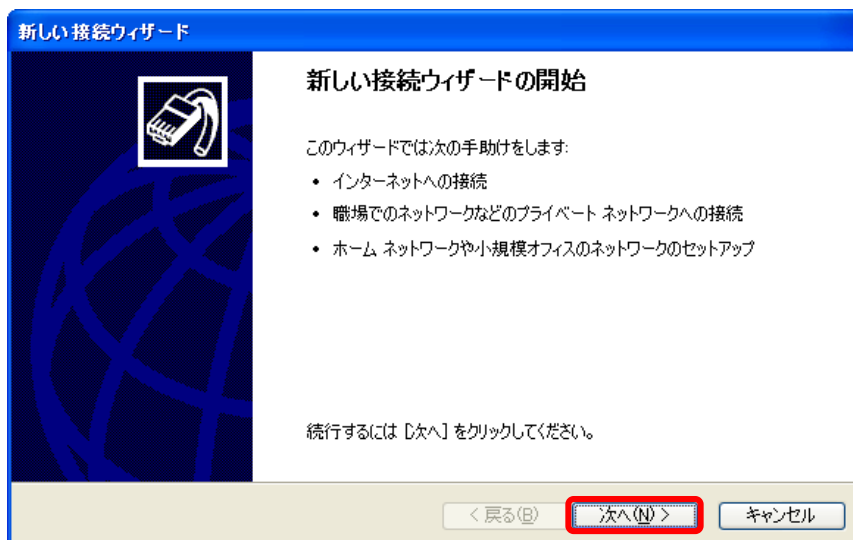 新しい接続ウィザード
新しい接続ウィザードの開始
このウィザードでは次の手助けをします:
• インターネットへの接続
• 職場でのネットワークなどのプライベート ネットワークへの接続
• ホーム ネットワークや小規模オフィスのネットワークのセットアップ
続行するには [次へ] をクリックしてください。
< 戻る(B) 次へ(N) > キャンセル